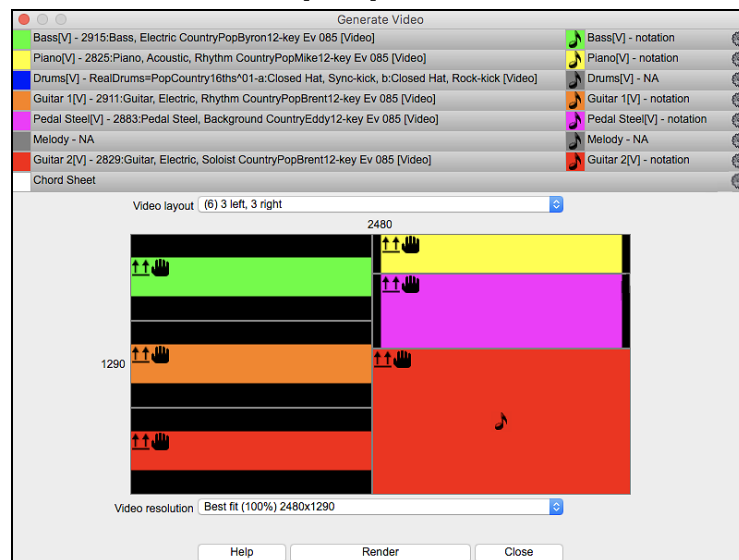 Generate Video
Bass[V] - 2915:Bass, Electric CountryPopByron12-key Ev 085 [Video] Bass[V] - notation
Piano[V] - 2825:Piano, Acoustic, Rhythm CountryPopMike12-key Ev 085 [Video] Piano[V] - notation
Drums[V] - RealDrums=PopCountry16ths^01-a:Closed Hat, Sync-kick, b:Closed Hat, Rock-kick [Video] Drums[V] - NA
Guitar 1[V] - 2911:Guitar, Electric, Rhythm CountryPopBrent12-key Ev 085 [Video] Guitar 1[V] - notation
Pedal Steel[V] - 2883:Pedal Steel, Background CountryEddy12-key Ev 085 [Video] Pedal Steel[V] - notation
Melody - NA Melody - NA
Guitar 2[V] - 2829:Guitar, Electric, Soloist CountryPopBrent12-key Ev 085 [Video] Guitar 2[V] - notation
Chord Sheet
Video layout (6) 3 left, 3 right
2480
1290
Video resolution Best fit (100%) 2480x1290
Help Render Close